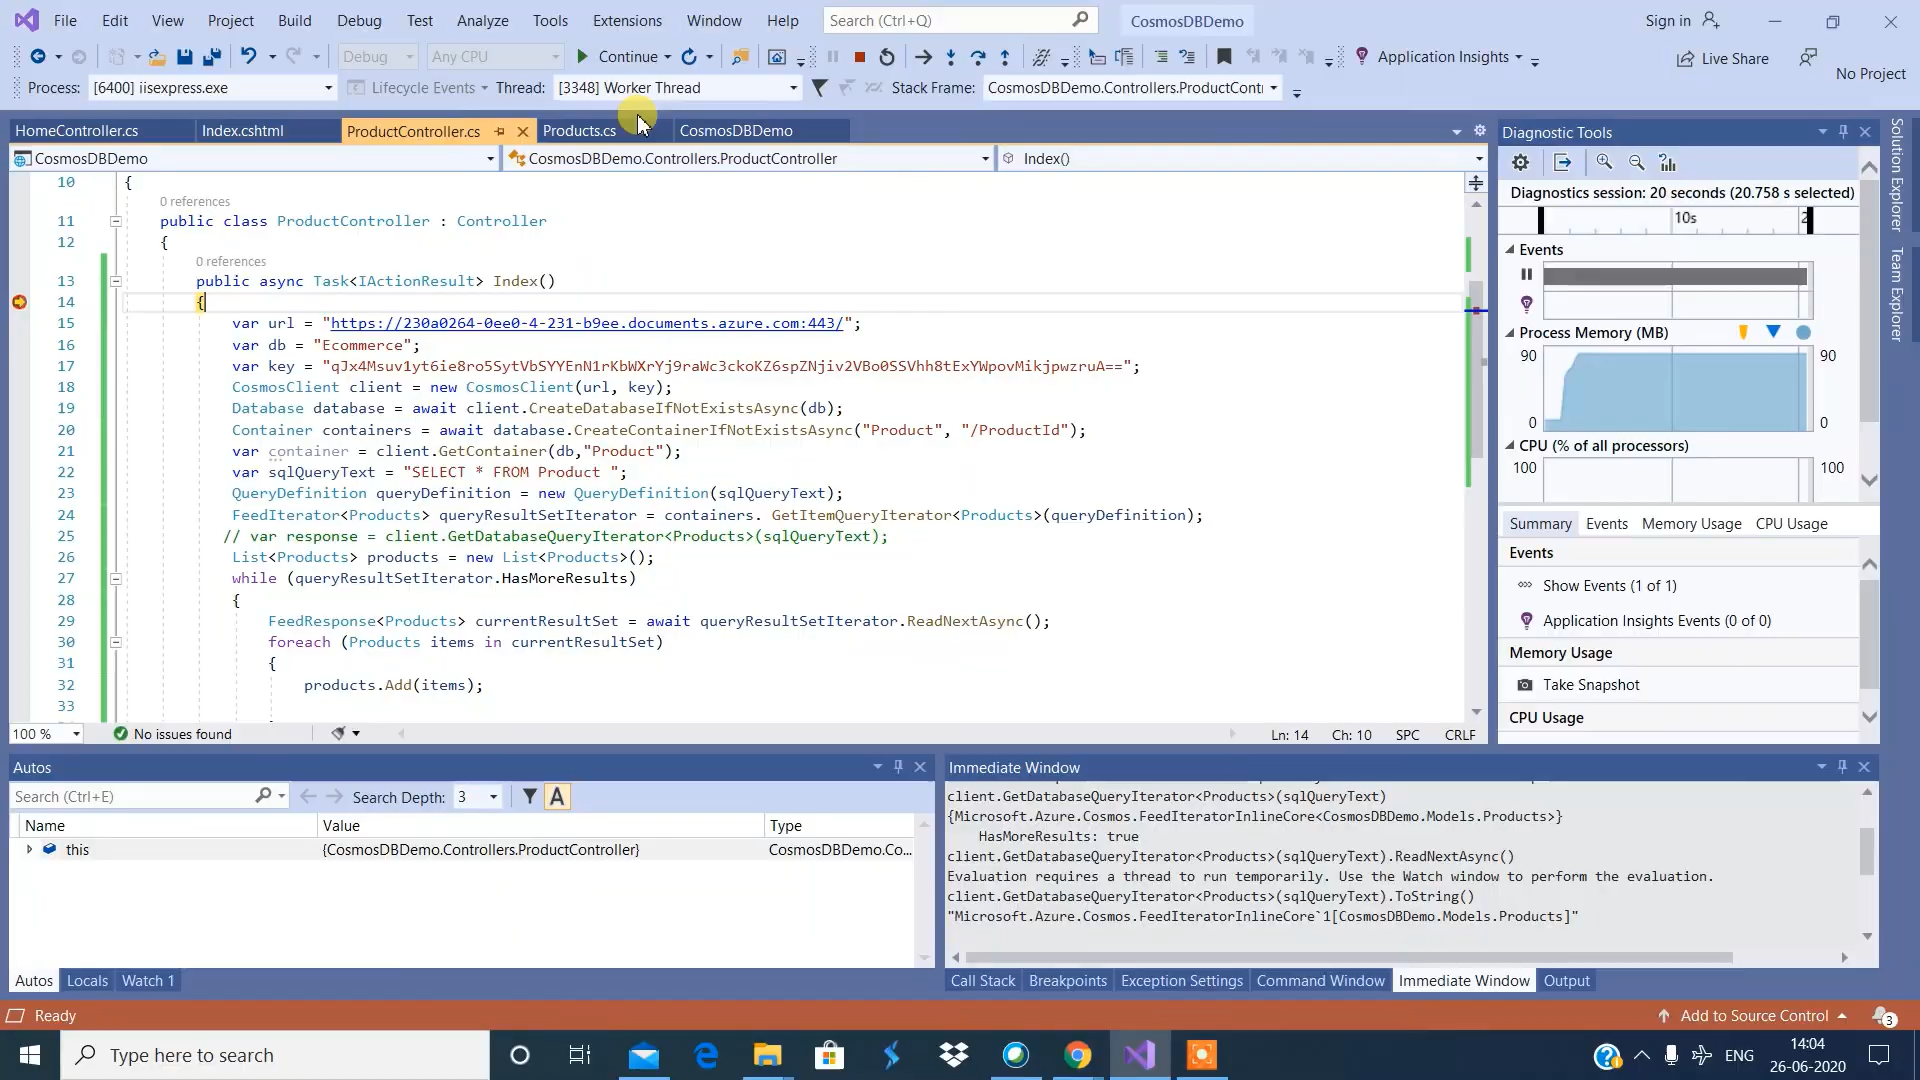 File Edit View Project Build Debug Test Analyze Tools Extensions Window Help Search (Ctrl+Q) CosmosDBDemo Sign in
Debug Any CPU Continue Application Insights Live Share No Project
Process: [6400] iisexpress.exe Lifecycle Events Thread: [3348] Worker Thread Stack Frame: CosmosDBDemo.Controllers.ProductContr
HomeController.cs Index.cshtml ProductController.cs Products.cs CosmosDBDemo
CosmosDBDemo CosmosDBDemo.Controllers.ProductController Index()
10 {
0 references
11 public class ProductController : Controller
12 {
0 references
13 public async Task<IActionResult> Index()
14 {
15 var url = "https://230a0264-0ee0-4-231-b9ee.documents.azure.com:443/";
16 var db = "Ecommerce";
17 var key = "qJx4Msuv1yt6ie8ro5SytVbSYYEnN1rKbWXrYj9raWc3ckoKZ6spZNjiv2VBo0SSVhh8tExYWpovMikjpwzruA==";
18 CosmosClient client = new CosmosClient(url, key);
19 Database database = await client.CreateDatabaseIfNotExistsAsync(db);
20 Container containers = await database.CreateContainerIfNotExistsAsync("Product", "/ProductId");
21 var container = client.GetContainer(db,"Product");
22 var sqlQueryText = "SELECT * FROM Product ";
23 QueryDefinition queryDefinition = new QueryDefinition(sqlQueryText);
24 FeedIterator<Products> queryResultSetIterator = containers. GetItemQueryIterator<Products>(queryDefinition);
25 // var response = client.GetDatabaseQueryIterator<Products>(sqlQueryText);
26 List<Products> products = new List<Products>();
27 while (queryResultSetIterator.HasMoreResults)
28 {
29 FeedResponse<Products> currentResultSet = await queryResultSetIterator.ReadNextAsync();
30 foreach (Products items in currentResultSet)
31 {
32 products.Add(items);
33
100 % No issues found Ln: 14 Ch: 10 SPC CRLF
Diagnostic Tools
Diagnostics session: 20 seconds (20.758 s selected)
10s 2
Events
Process Memory (MB)
90 90
0 0
CPU (% of all processors)
100 100
Summary Events Memory Usage CPU Usage
Events
Show Events (1 of 1)
Application Insights Events (0 of 0)
Memory Usage
Take Snapshot
CPU Usage
Solution Explorer
Team Explorer
Autos
Search (Ctrl+E) Search Depth: 3 A
Name Value Type
this {CosmosDBDemo.Controllers.ProductController} CosmosDBDemo.Co...
Autos Locals Watch 1
Immediate Window
client.GetDatabaseQueryIterator<Products>(sqlQueryText)
{Microsoft.Azure.Cosmos.FeedIteratorInlineCore<CosmosDBDemo.Models.Products>}
HasMoreResults: true
client.GetDatabaseQueryIterator<Products>(sqlQueryText).ReadNextAsync()
Evaluation requires a thread to run temporarily. Use the Watch window to perform the evaluation.
client.GetDatabaseQueryIterator<Products>(sqlQueryText).ToString()
"Microsoft.Azure.Cosmos.FeedIteratorInlineCore`1[CosmosDBDemo.Models.Products]"
Call Stack Breakpoints Exception Settings Command Window Immediate Window Output
Ready Add to Source Control 3
Type here to search ENG 14:04
26-06-2020